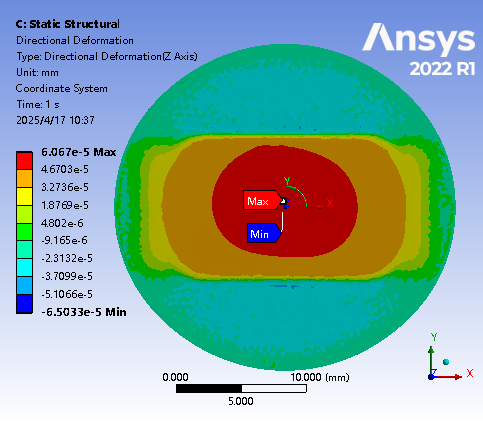 C: Static Structural
Directional Deformation
Type: Directional Deformation(Z Axis)
Unit: mm
Coordinate System
Time: 1 s
2025/4/17 10:37
Ansys
2022 R1
6.067e-5 Max
4.6703e-5
3.2736e-5
1.8769e-5
4.802e-6
-9.165e-6
-2.3132e-5
-3.7099e-5
-5.1066e-5
-6.5033e-5 Min
Y
Max
X
Min
0.000
10.000 (mm)
5.000
Y
Z
X